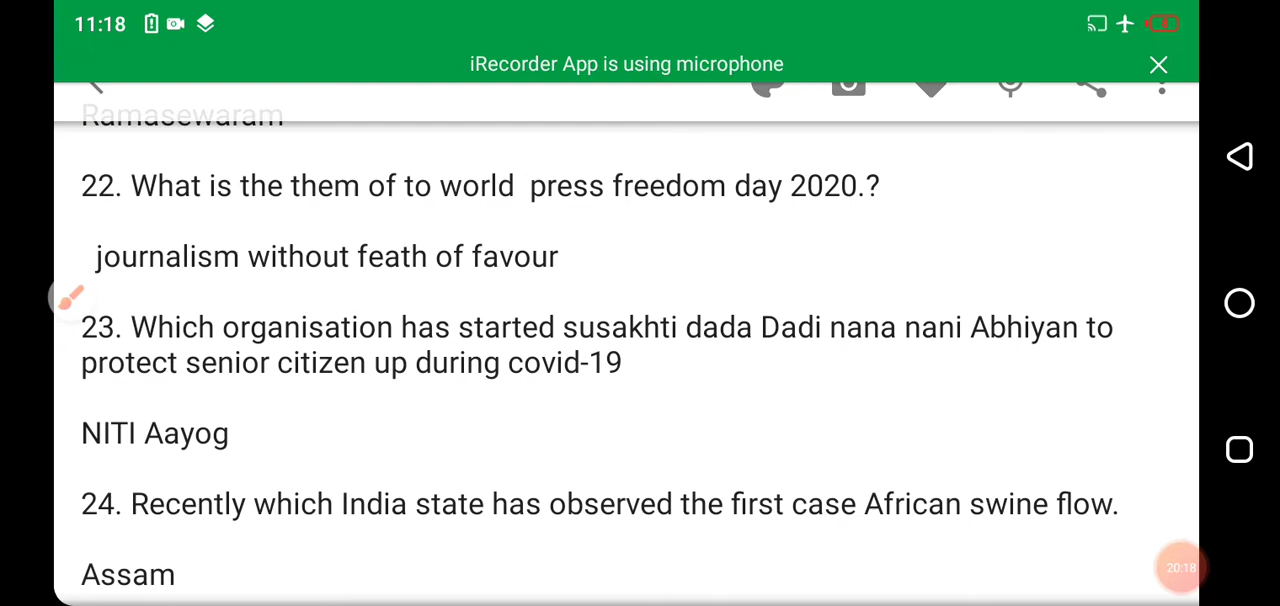 11:18
iRecorder App is using microphone
Ramasewaram
22. What is the them of to world press freedom day 2020.?
journalism without feath of favour
23. Which organisation has started susakhti dada Dadi nana nani Abhiyan to
protect senior citizen up during covid-19
NITI Aayog
24. Recently which India state has observed the first case African swine flow.
Assam
20:18